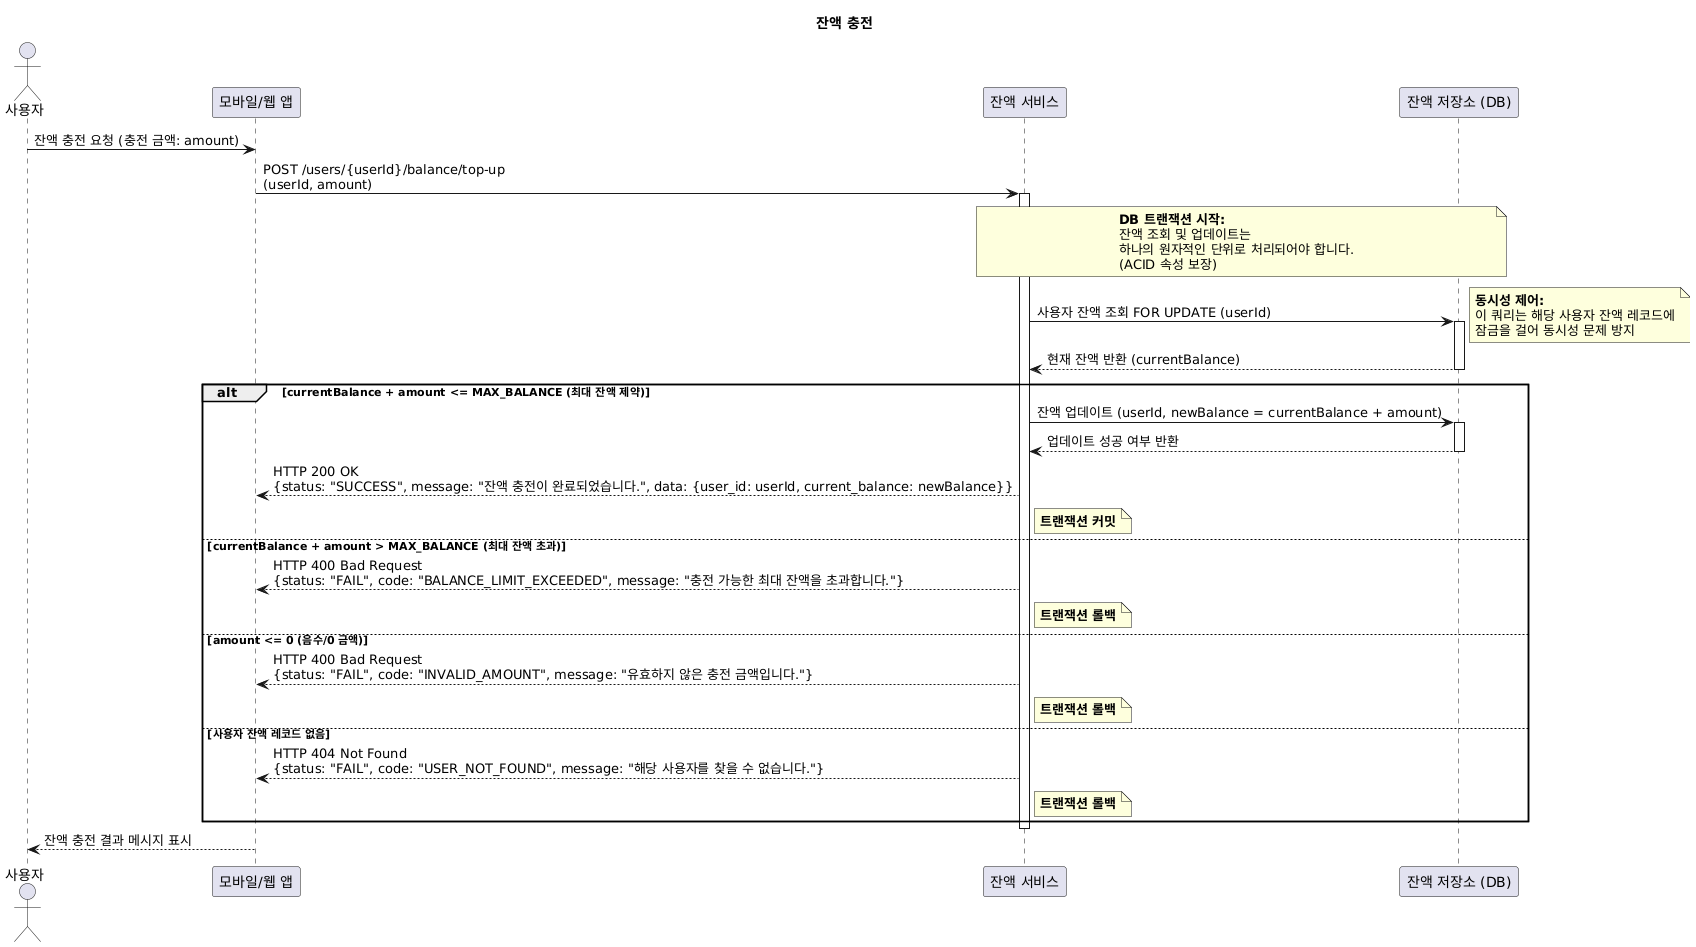 잔액 충전
사용자
모바일/웹 앱
잔액 서비스
잔액 저장소 (DB)
잔액 충전 요청 (충전 금액: amount)
POST /users/{userId}/balance/top-up
(userId, amount)
DB 트랜잭션 시작:
잔액 조회 및 업데이트는
하나의 원자적인 단위로 처리되어야 합니다.
(ACID 속성 보장)
사용자 잔액 조회 FOR UPDATE (userId)
동시성 제어:
이 쿼리는 해당 사용자 잔액 레코드에
잠금을 걸어 동시성 문제 방지
현재 잔액 반환 (currentBalance)
alt
[currentBalance + amount <= MAX_BALANCE (최대 잔액 제약)]
잔액 업데이트 (userId, newBalance = currentBalance + amount)
업데이트 성공 여부 반환
HTTP 200 OK
{status: "SUCCESS", message: "잔액 충전이 완료되었습니다.", data: {user_id: userId, current_balance: newBalance}}
트랜잭션 커밋
[currentBalance + amount > MAX_BALANCE (최대 잔액 초과)]
HTTP 400 Bad Request
{status: "FAIL", code: "BALANCE_LIMIT_EXCEEDED", message: "충전 가능한 최대 잔액을 초과합니다."}
트랜잭션 롤백
[amount <= 0 (음수/0 금액)]
HTTP 400 Bad Request
{status: "FAIL", code: "INVALID_AMOUNT", message: "유효하지 않은 충전 금액입니다."}
트랜잭션 롤백
[사용자 잔액 레코드 없음]
HTTP 404 Not Found
{status: "FAIL", code: "USER_NOT_FOUND", message: "해당 사용자를 찾을 수 없습니다."}
트랜잭션 롤백
잔액 충전 결과 메시지 표시
사용자
모바일/웹 앱
잔액 서비스
잔액 저장소 (DB)